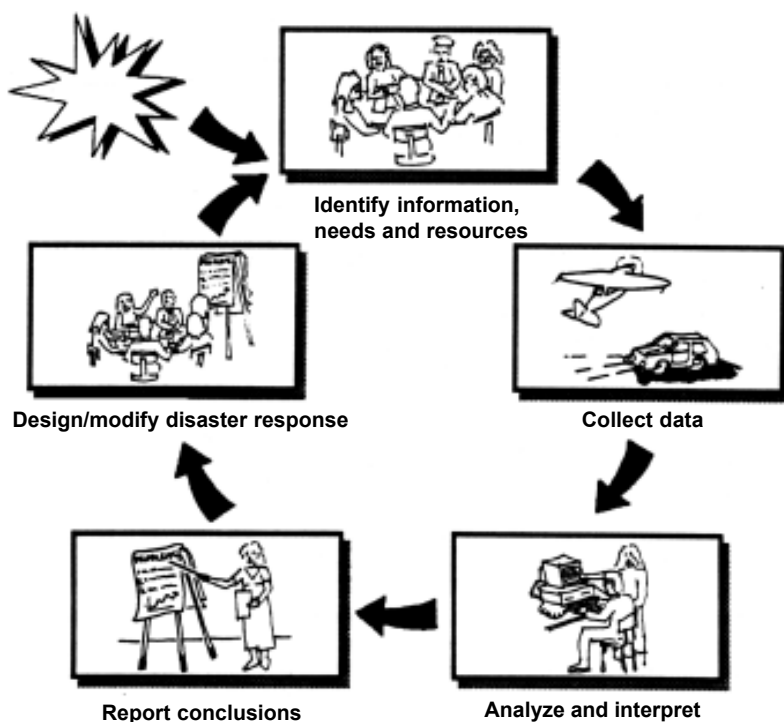 Identify information,
needs and resources
Design/modify disaster response
Collect data
Report conclusions
Analyze and interpret